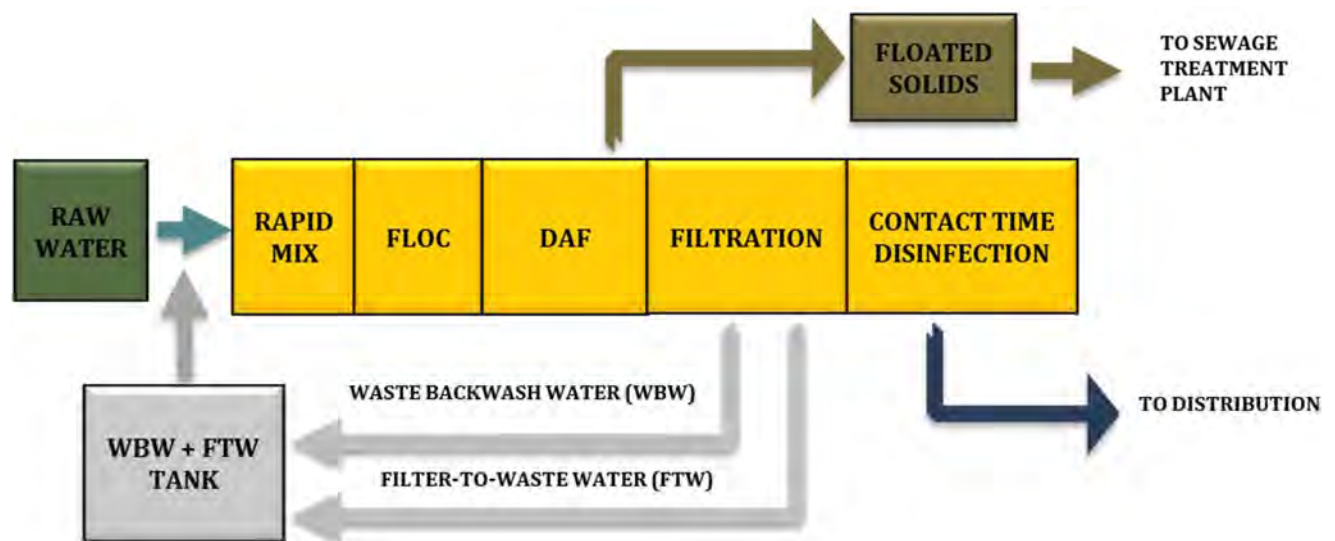 FLOATED
SOLIDS
TO SEWAGE
TREATMENT
PLANT
RAW
WATER
RAPID
MIX
FLOC
DAF
FILTRATION
CONTACT TIME
DISINFECTION
WASTE BACKWASH WATER (WBW)
TO DISTRIBUTION
WBW + FTW
TANK
FILTER-TO-WASTE WATER (FTW)